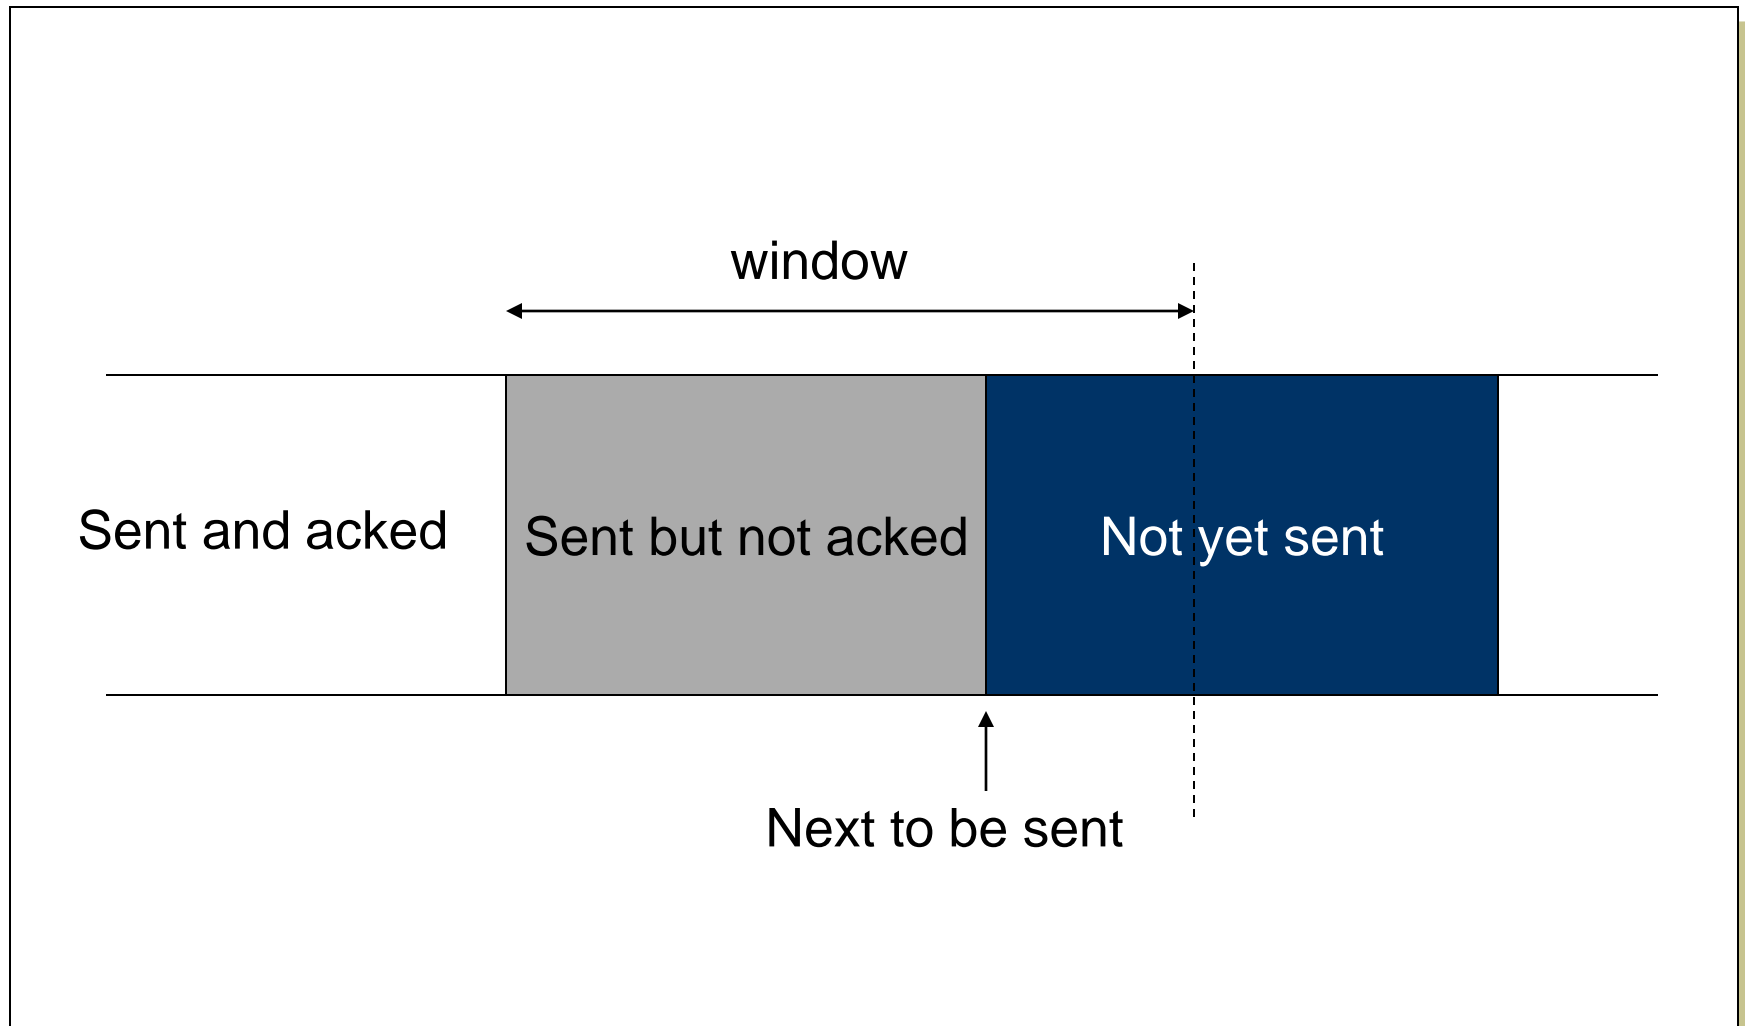 window
Sent and acked
Sent but not acked
Not yet sent
Next to be sent